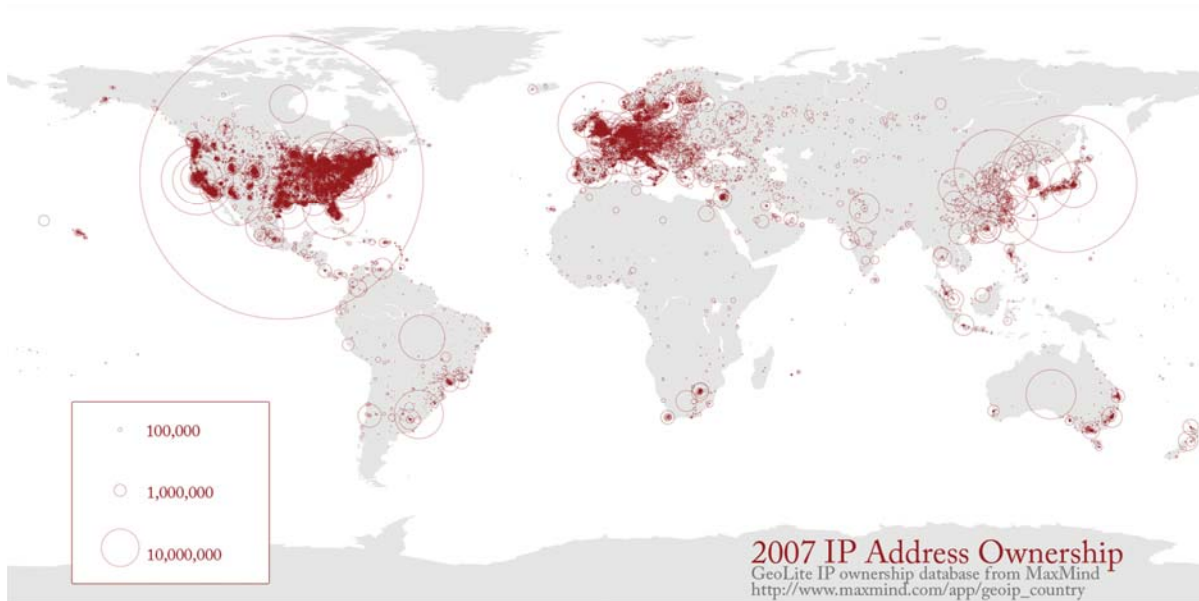 100,000
1,000,000
10,000,000
2007 IP Address Ownership
GeoLite IP ownership database from MaxMind
http://www.maxmind.com/app/geoip_country